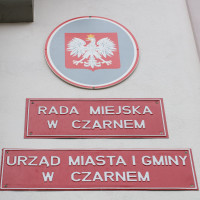 RADA MIEJSKA
W CZARNEM
URZĄD MIASTA I GMINY
W CZARNEM